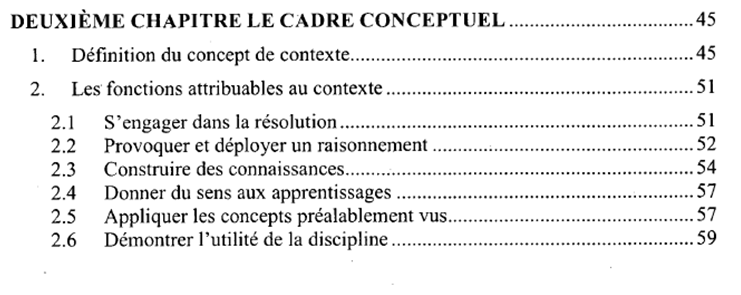 DEUXIÈME CHAPITRE LE CADRE CONCEPTUEL ..................................45
1. Définition du concept de contexte................................................................45
2. Les fonctions attribuables au contexte .........................................................51
2.1 S'engager dans la résolution .................................................................51
2.2 Provoquer et déployer un raisonnement ................................................52
2.3 Construire des connaissances................................................................54
2.4 Donner du sens aux apprentissages .......................................................57
2.5 Appliquer les concepts préalablement vus.............................................57
2.6 Démontrer l'utilité de la discipline ........................................................59